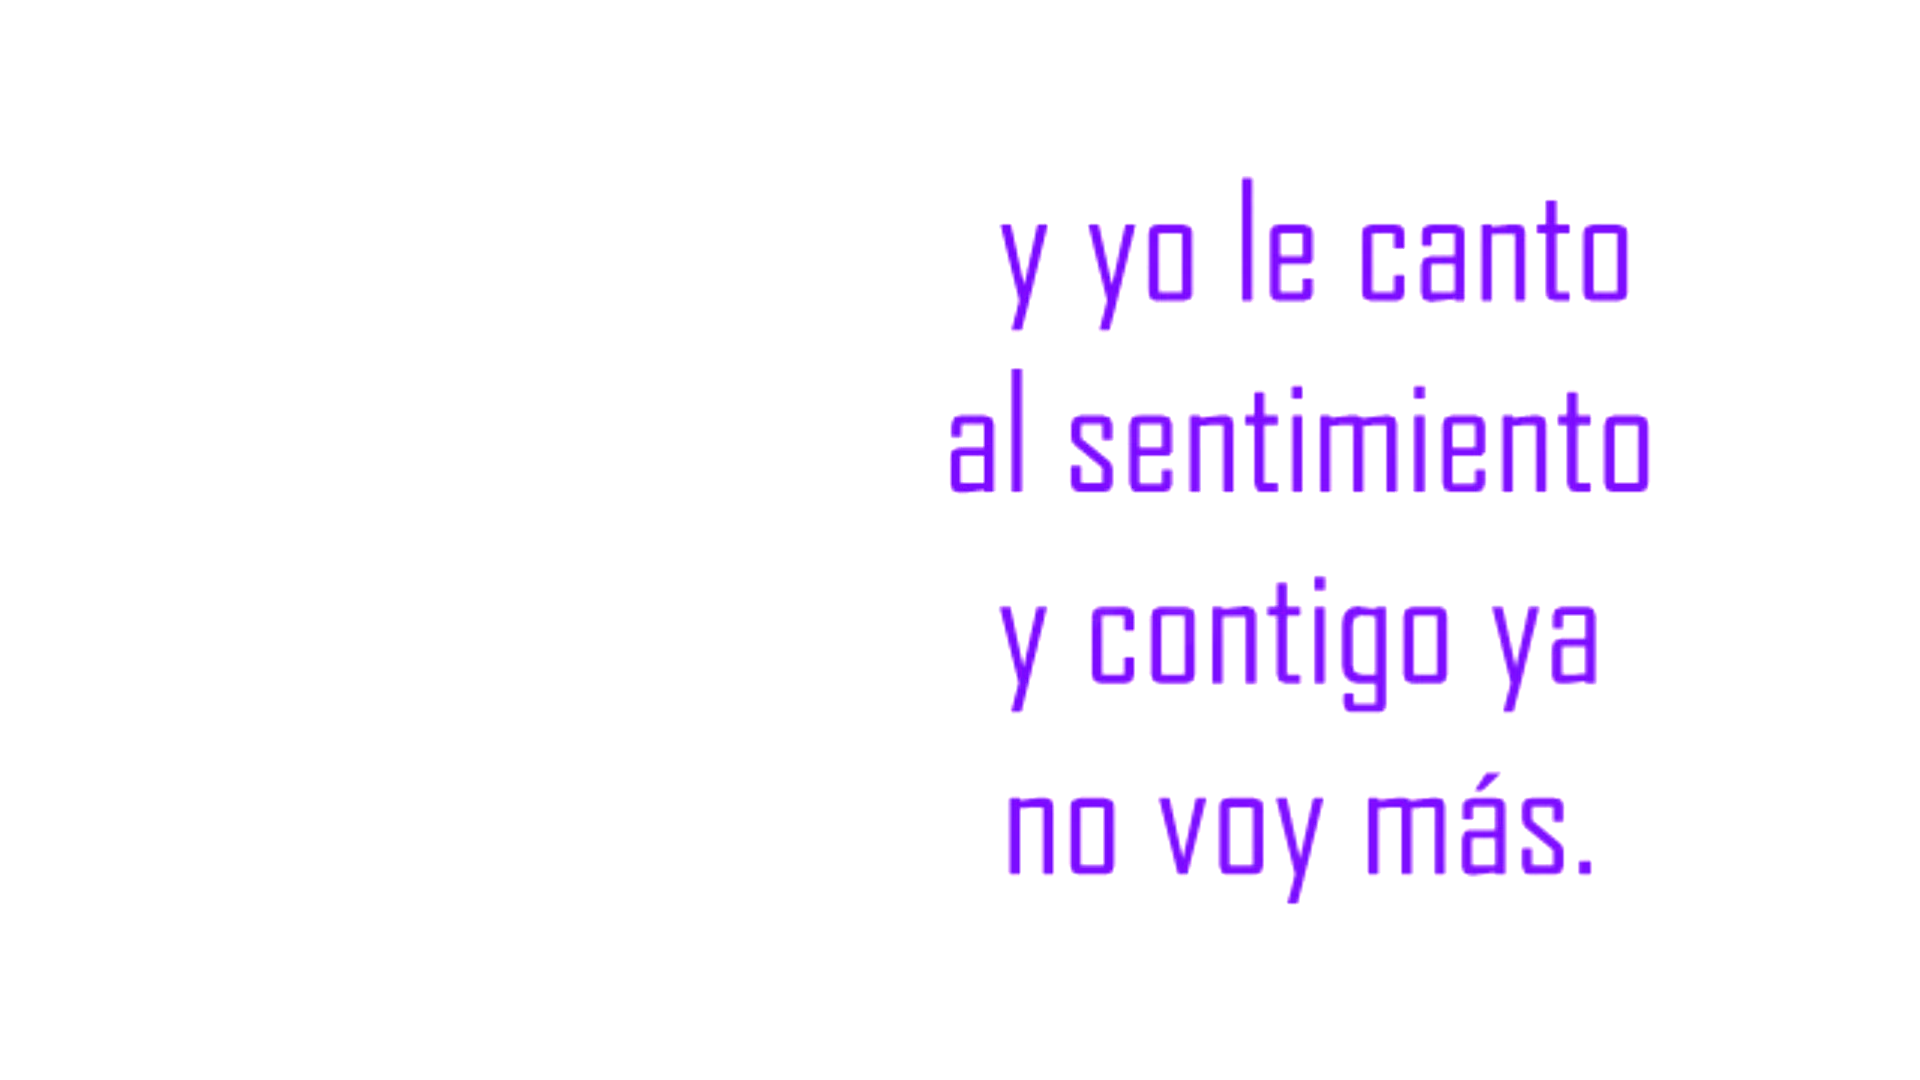 y yo le canto
al sentimiento
y contigo ya
no voy más.